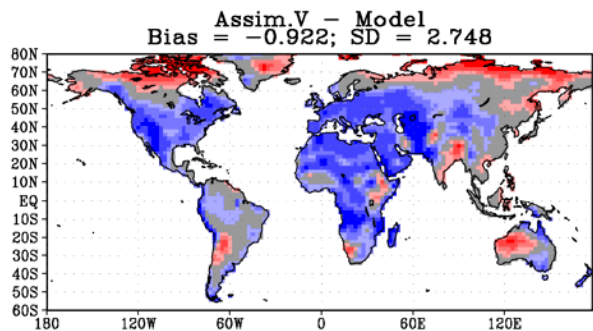 Assim.V − Model
Bias = −0.922; SD = 2.748
80N
70N
60N
50N
40N
30N
20N
10N
EQ
10S
20S
30S
40S
50S
60S
180 120W 60W 0 60E 120E